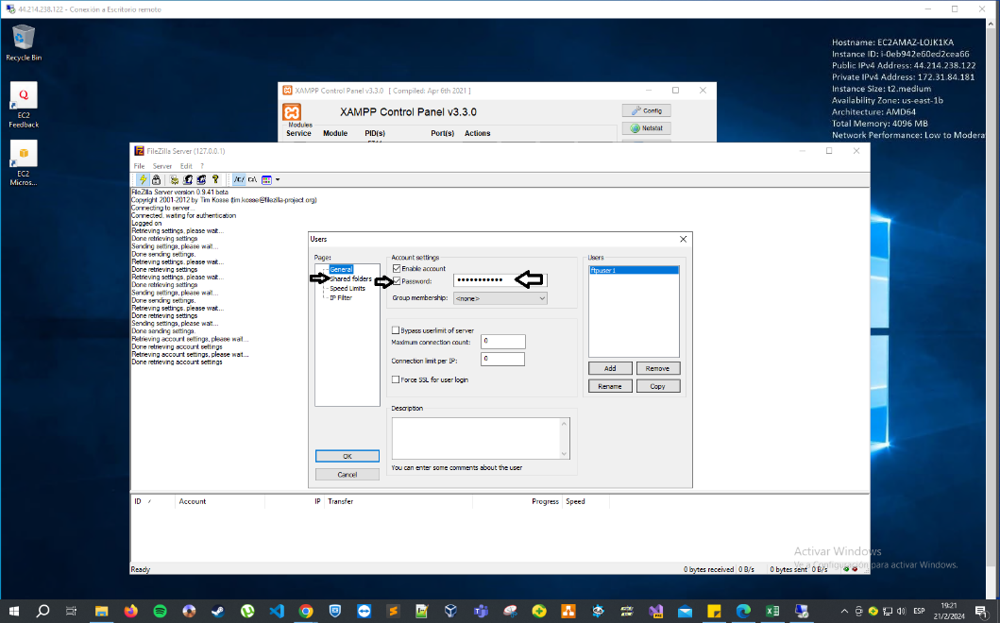 44.214.238.122 - Conexión a Escritorio remoto
Recycle Bin
EC2
Feedback
EC2
Micros...
Hostname: EC2AMAZ-LOJK1KA
Instance ID: i-0eb942e60ed2cea66
Public IPv4 Address: 44.214.238.122
Private IPv4 Address: 172.31.84.181
Instance Size: t2.medium
Availability Zone: us-east-1b
Architecture: AMD64
Total Memory: 4096 MB
Network Performance: Low to Modera
XAMPP Control Panel v3.3.0 [ Compiled: Apr 6th 2021 ]
XAMPP Control Panel v3.3.0
Modules
Service Module PID(s) Port(s) Actions
Config
Netstat
FileZilla Server (127.0.0.1)
File Server Edit ?
/C/ C:\
FileZilla Server version 0.9.41 beta
Copyright 2001-2012 by Tim Kosse (tim.kosse@filezilla-project.org)
Connecting to server...
Connected, waiting for authentication
Logged on
Retrieving settings, please wait...
Done retrieving settings
Sending settings, please wait...
Done sending settings.
Retrieving settings, please wait...
Done retrieving settings
Retrieving settings, please wait...
Done retrieving settings
Sending settings, please wait...
Done sending settings.
Retrieving settings, please wait...
Done retrieving settings
Sending settings, please wait...
Done sending settings.
Retrieving account settings, please wait...
Done retrieving account settings
Retrieving account settings, please wait...
Done retrieving account settings
Users
Page:
General
Shared folders
Speed Limits
IP Filter
OK
Cancel
Account settings
Enable account
Password:
Group membership: <none>
Bypass userlimit of server
Maximum connection count: 0
Connection limit per IP: 0
Force SSL for user login
Description
You can enter some comments about the user
Users
ftpuser1
Add Remove
Rename Copy
ID / Account IP Transfer Progress Speed
Activar Windows
Ve a Configuración para activar Windows.
Ready 0 bytes received 0 B/s 0 bytes sent 0 B/s
ESP
19:21
21/2/2024